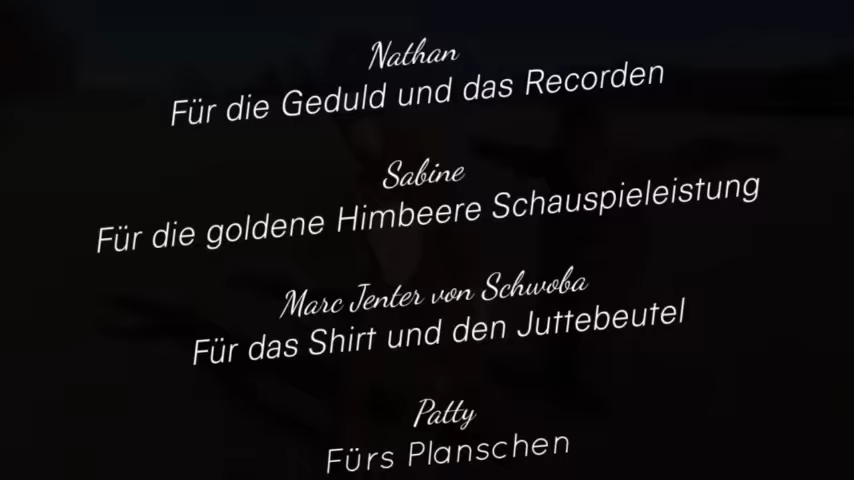 Nathan
Für die Geduld und das Recorden
Sabine
Für die goldene Himbeere Schauspieleistung
Marc Jenter von Schwoba
Für das Shirt und den Juttebeutel
Patty
Fürs Planschen